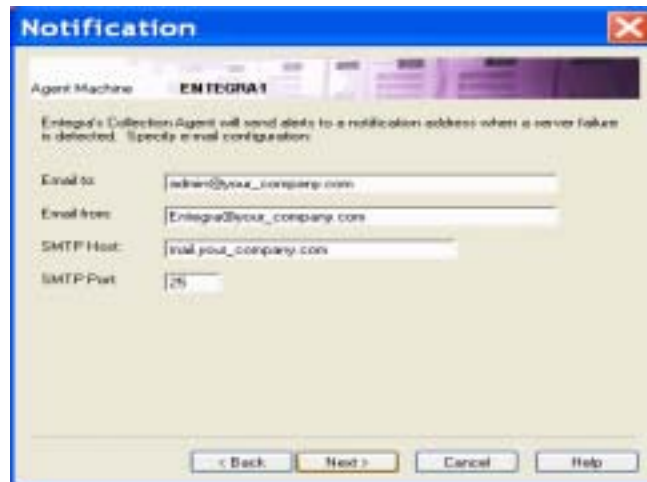 Notification
Agent Machine ENTEGRA1
Entegra's Collection Agent will send alerts to a notification address when a server failure
is detected. Specify e-mail configuration:
Email to: admin@your_company.com
Email from: Entegra@your_company.com
SMTP Host: mail.your_company.com
SMTP Port: 25
< Back Next > Cancel Help